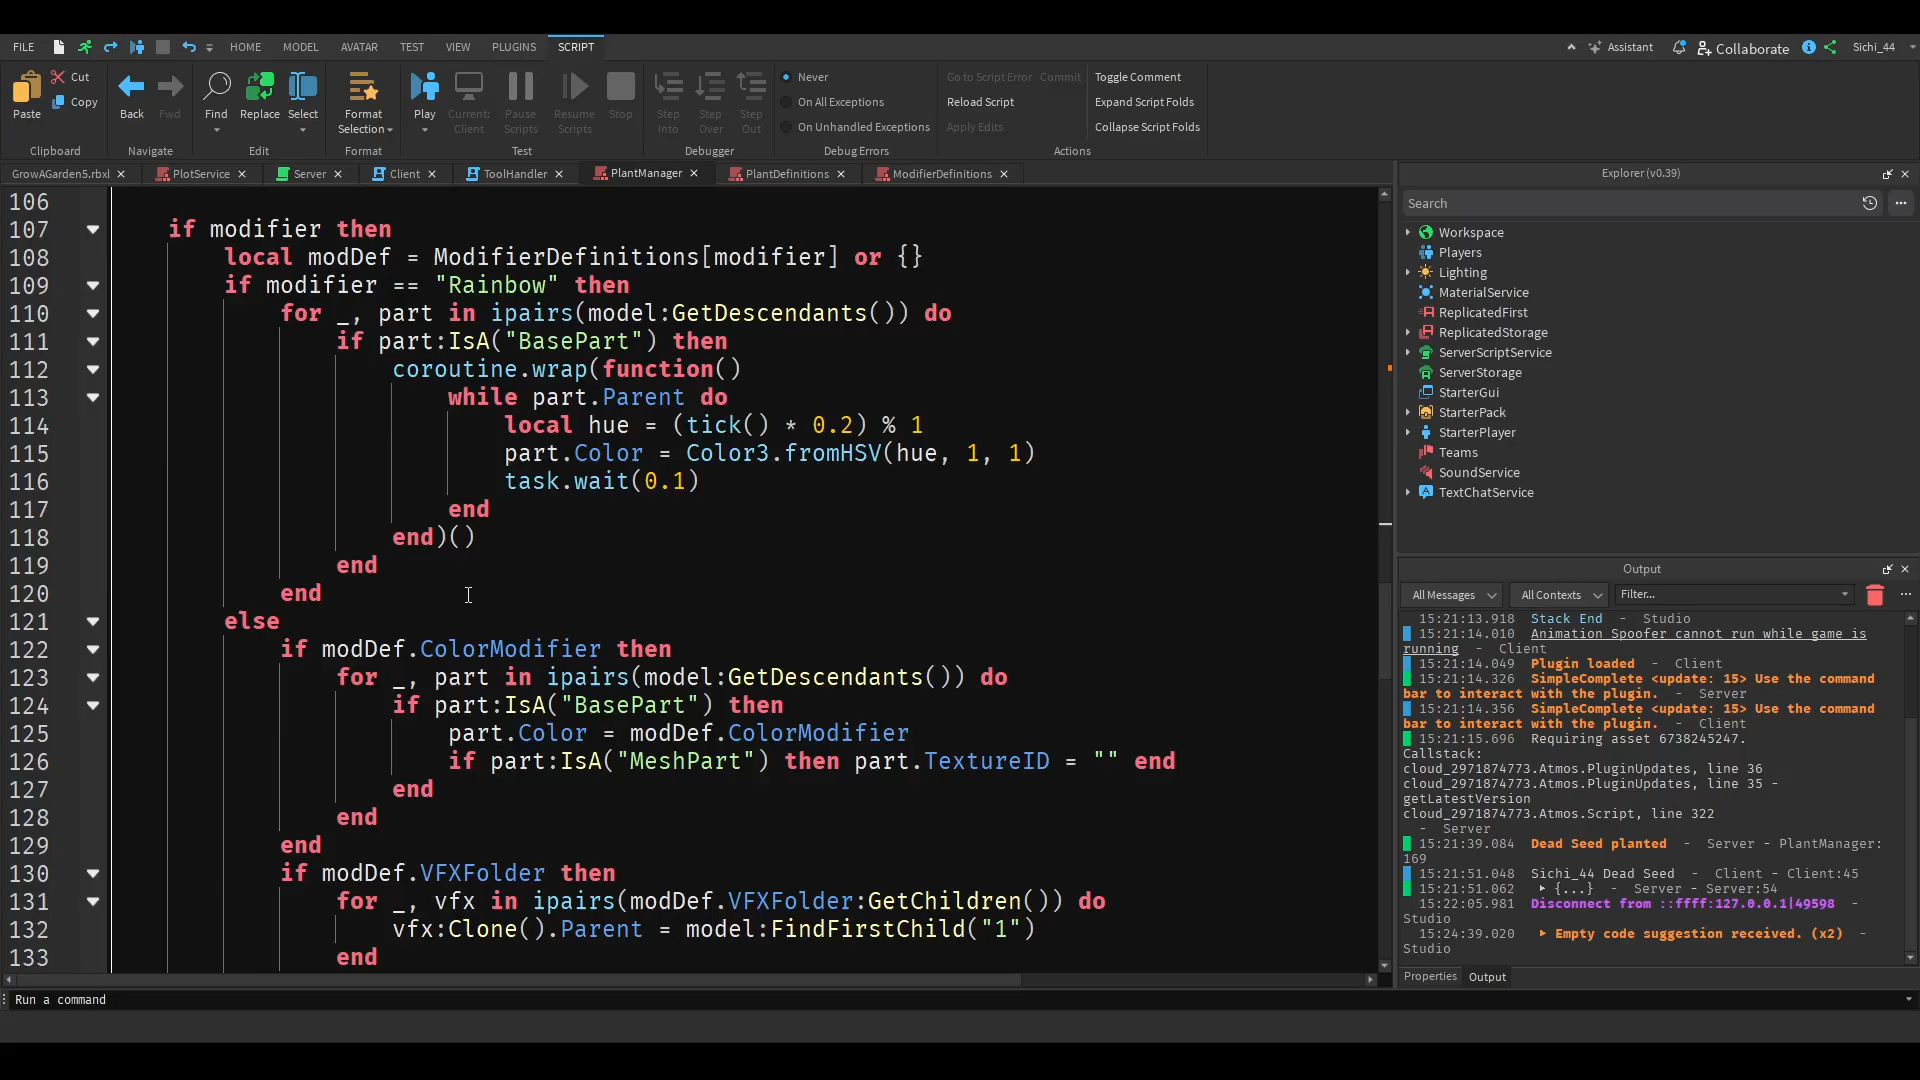 FILE HOME MODEL AVATAR TEST VIEW PLUGINS SCRIPT Assistant Collaborate Sichi_44
Paste Cut Copy Back Fwd Find Replace Select Format Selection Play Current: Client Pause Scripts Resume Scripts Stop Step Into Step Over Step Out
Never Go to Script Error Commit Toggle Comment
On All Exceptions Reload Script Expand Script Folds
On Unhandled Exceptions Apply Edits Collapse Script Folds
Clipboard Navigate Edit Format Test Debugger Debug Errors Actions
GrowAGarden5.rbxl PlotService Server Client ToolHandler PlantManager PlantDefinitions ModifierDefinitions
106
107 if modifier then
108 local modDef = ModifierDefinitions[modifier] or {}
109 if modifier == "Rainbow" then
110 for _, part in ipairs(model:GetDescendants()) do
111 if part:IsA("BasePart") then
112 coroutine.wrap(function()
113 while part.Parent do
114 local hue = (tick() * 0.2) % 1
115 part.Color = Color3.fromHSV(hue, 1, 1)
116 task.wait(0.1)
117 end
118 end)()
119 end
120 end
121 else
122 if modDef.ColorModifier then
123 for _, part in ipairs(model:GetDescendants()) do
124 if part:IsA("BasePart") then
125 part.Color = modDef.ColorModifier
126 if part:IsA("MeshPart") then part.TextureID = "" end
127 end
128 end
129 end
130 if modDef.VFXFolder then
131 for _, vfx in ipairs(modDef.VFXFolder:GetChildren()) do
132 vfx:Clone().Parent = model:FindFirstChild("1")
133 end
Explorer (v0.39)
Search
Workspace
Players
Lighting
MaterialService
ReplicatedFirst
ReplicatedStorage
ServerScriptService
ServerStorage
StarterGui
StarterPack
StarterPlayer
Teams
SoundService
TextChatService
Output
All Messages All Contexts Filter...
15:21:13.918 Stack End - Studio
15:21:14.010 Animation Spoofer cannot run while game is
running - Client
15:21:14.049 Plugin loaded - Client
15:21:14.326 SimpleComplete <update: 15> Use the command
bar to interact with the plugin. - Server
15:21:14.356 SimpleComplete <update: 15> Use the command
bar to interact with the plugin. - Client
15:21:15.696 Requiring asset 6738245247.
Callstack:
cloud_2971874773.Atmos.PluginUpdates, line 36
cloud_2971874773.Atmos.PluginUpdates, line 35 -
getLatestVersion
cloud_2971874773.Atmos.Script, line 322
- Server
15:21:39.084 Dead Seed planted - Server - PlantManager:
169
15:21:51.048 Sichi_44 Dead Seed - Client - Client:45
15:21:51.062 {...} - Server - Server:54
15:22:05.981 Disconnect from ::ffff:127.0.0.1|49598 -
Studio
15:24:39.020 Empty code suggestion received. (x2) -
Studio
Properties Output
Run a command